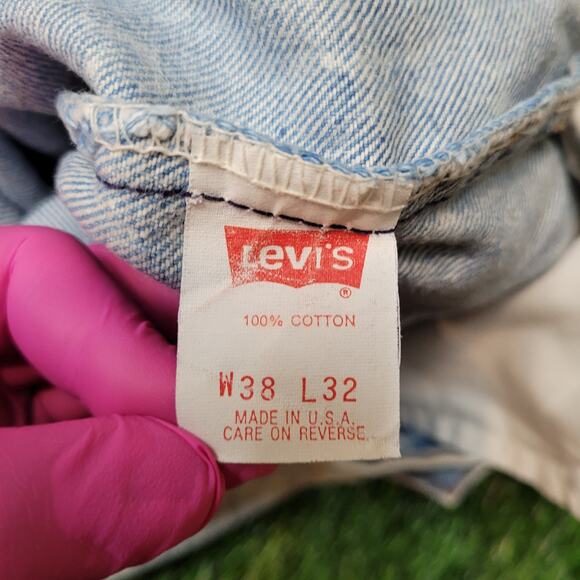 LEVI'S
®
100% COTTON
W38 L32
MADE IN U.S.A.
CARE ON REVERSE.